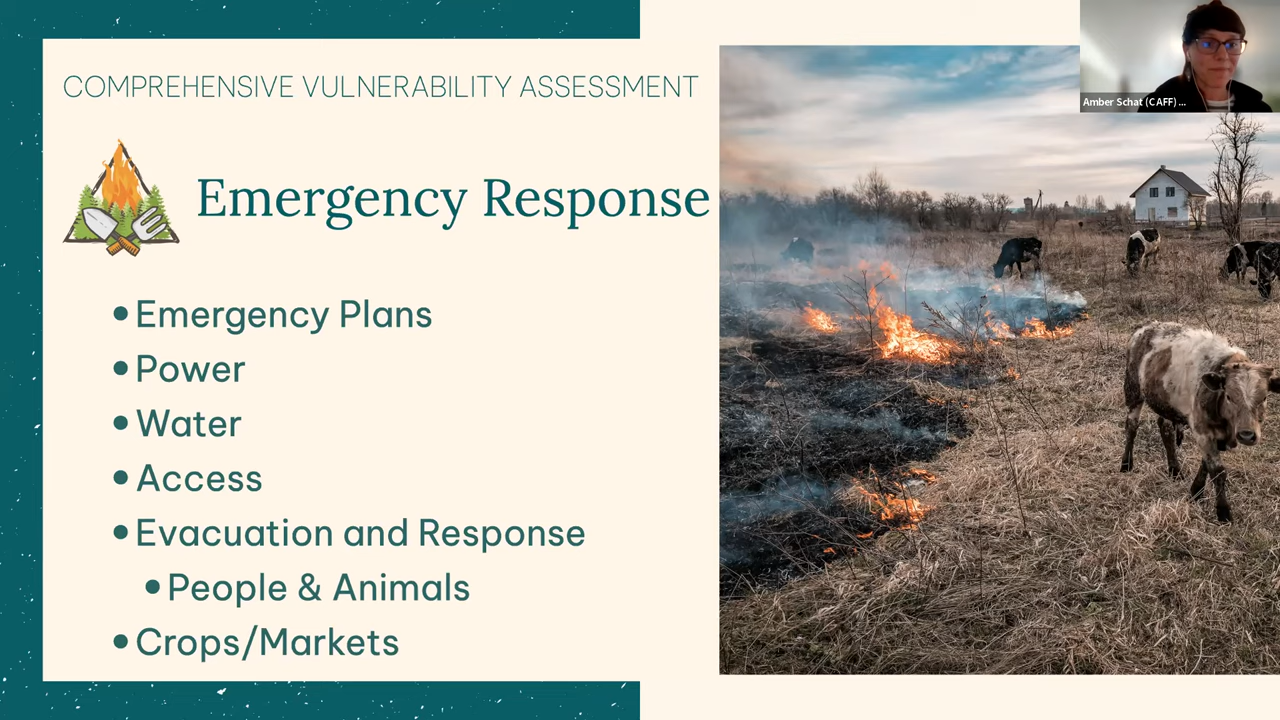 COMPREHENSIVE VULNERABILITY ASSESSMENT
Emergency Response
• Emergency Plans
• Power
• Water
• Access
• Evacuation and Response
• People & Animals
• Crops/Markets
Amber Schat (CAFF) ...